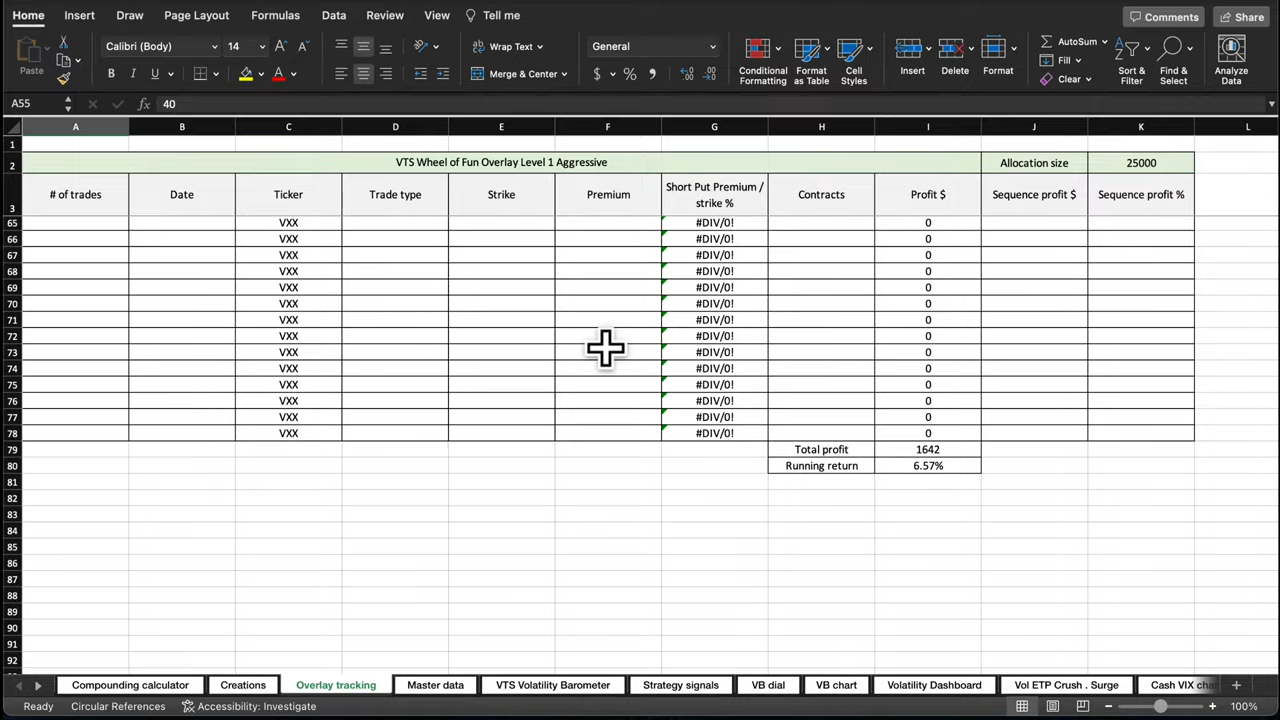 Home Insert Draw Page Layout Formulas Data Review View Tell me Comments Share
Paste Calibri (Body) 14 Wrap Text General Conditional Formatting Format as Table Cell Styles Insert Delete Format AutoSum Fill Clear Sort & Filter Find & Select Analyze Data
B I U A Merge & Center $ %
A55 fx 40
A B C D E F G H I J K L
1
2 VTS Wheel of Fun Overlay Level 1 Aggressive Allocation size 25000
3 # of trades Date Ticker Trade type Strike Premium Short Put Premium / strike % Contracts Profit $ Sequence profit $ Sequence profit %
65 VXX #DIV/0! 0
66 VXX #DIV/0! 0
67 VXX #DIV/0! 0
68 VXX #DIV/0! 0
69 VXX #DIV/0! 0
70 VXX #DIV/0! 0
71 VXX #DIV/0! 0
72 VXX #DIV/0! 0
73 VXX #DIV/0! 0
74 VXX #DIV/0! 0
75 VXX #DIV/0! 0
76 VXX #DIV/0! 0
77 VXX #DIV/0! 0
78 VXX #DIV/0! 0
79 Total profit 1642
80 Running return 6.57%
81
82
83
84
85
86
87
88
89
90
91
92
Compounding calculator Creations Overlay tracking Master data VTS Volatility Barometer Strategy signals VB dial VB chart Volatility Dashboard Vol ETP Crush . Surge Cash VIX
Ready Circular References Accessibility: Investigate 100%